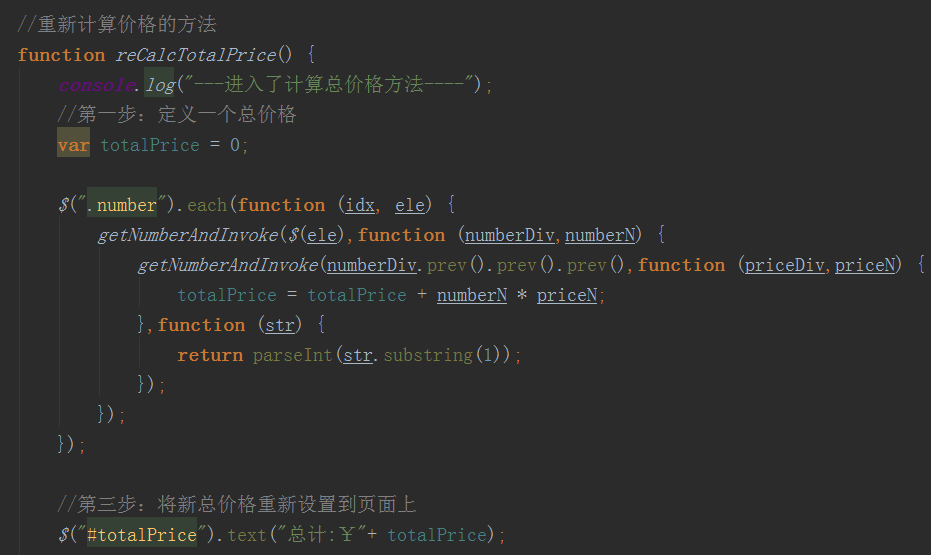 //重新计算价格的方法
function reCalcTotalPrice() {
console.log("---进入了计算总价格方法----");
//第一步: 定义一个总价格
var totalPrice = 0;
$(".number").each(function (idx, ele) {
getNumberAndInvoke($(ele),function (numberDiv,numberN) {
getNumberAndInvoke(numberDiv.prev().prev().prev(),function (priceDiv,priceN) {
totalPrice = totalPrice + numberN * priceN;
},function (str) {
return parseInt(str.substring(1));
});
});
});
//第三步: 将新总价格重新设置到页面上
$("#totalPrice").text("总计:¥"+ totalPrice);